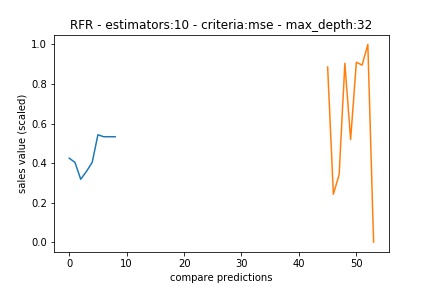 RFR - estimators:10 - criteria:mse - max_depth:32
1.0
0.8
0.6
0.4
0.2
0.0
sales value (scaled)
0 10 20 30 40 50
compare predictions